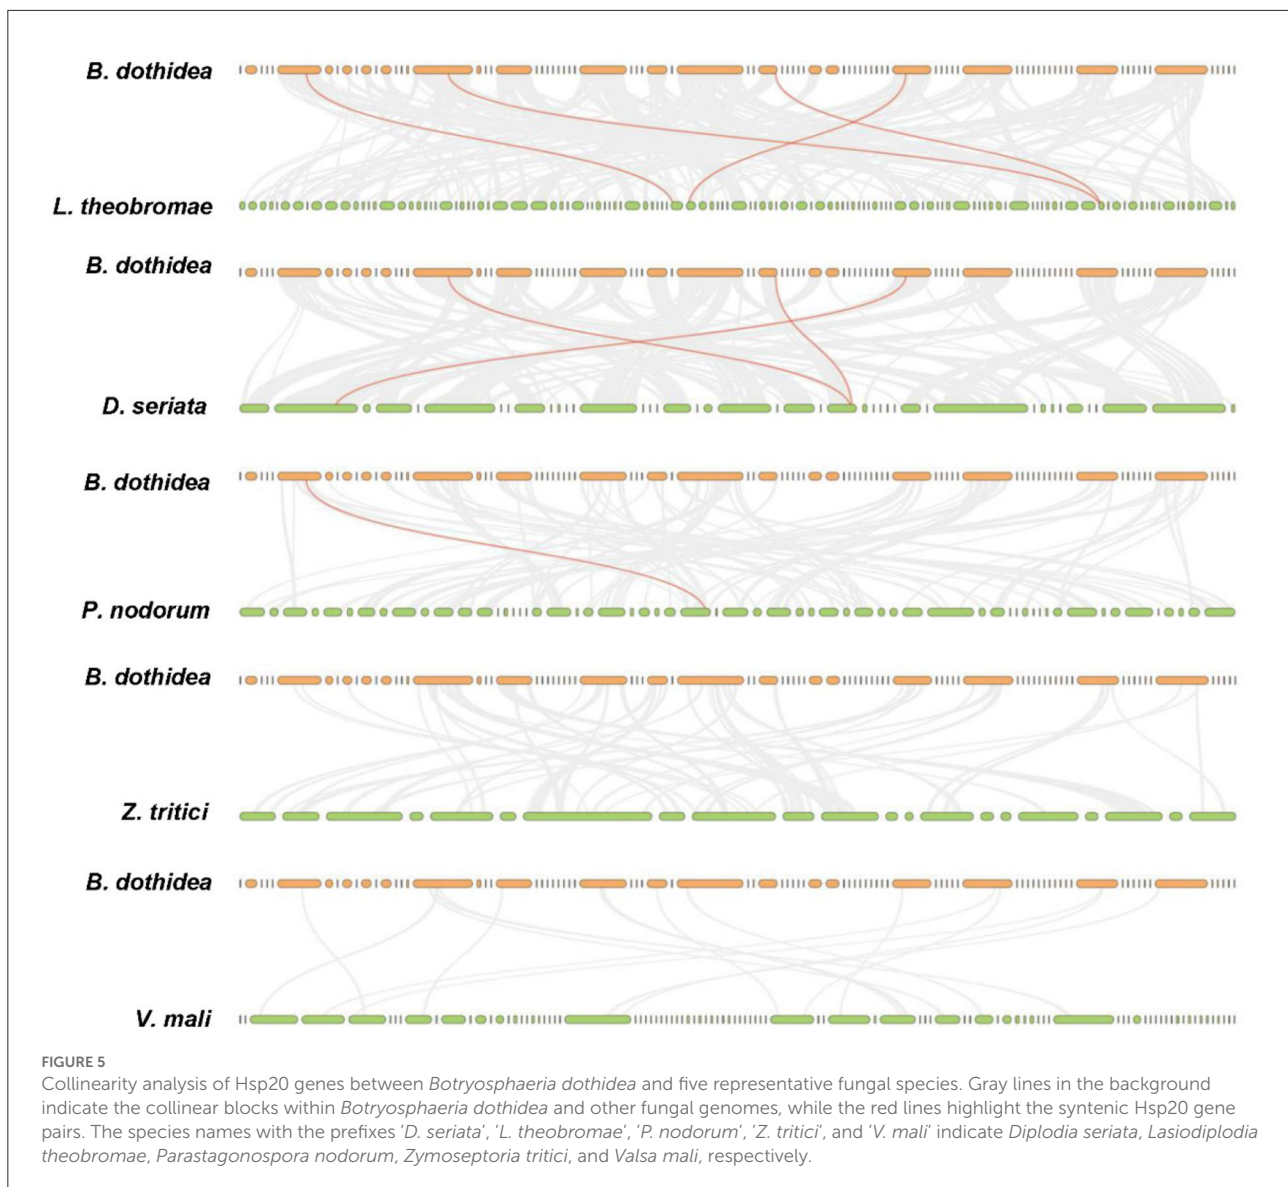 B. dothidea
L. theobromae
B. dothidea
D. seriata
B. dothidea
P. nodorum
B. dothidea
Z. tritici
B. dothidea
V. mali
FIGURE 5
Collinearity analysis of Hsp20 genes between Botryosphaeria dothidea and five representative fungal species. Gray lines in the background
indicate the collinear blocks within Botryosphaeria dothidea and other fungal genomes, while the red lines highlight the syntenic Hsp20 gene
pairs. The species names with the prefixes 'D. seriata', 'L. theobromae', 'P. nodorum', 'Z. tritici', and 'V. mali' indicate Diplodia seriata, Lasiodiplodia
theobromae, Parastagonospora nodorum, Zymoseptoria tritici, and Valsa mali, respectively.